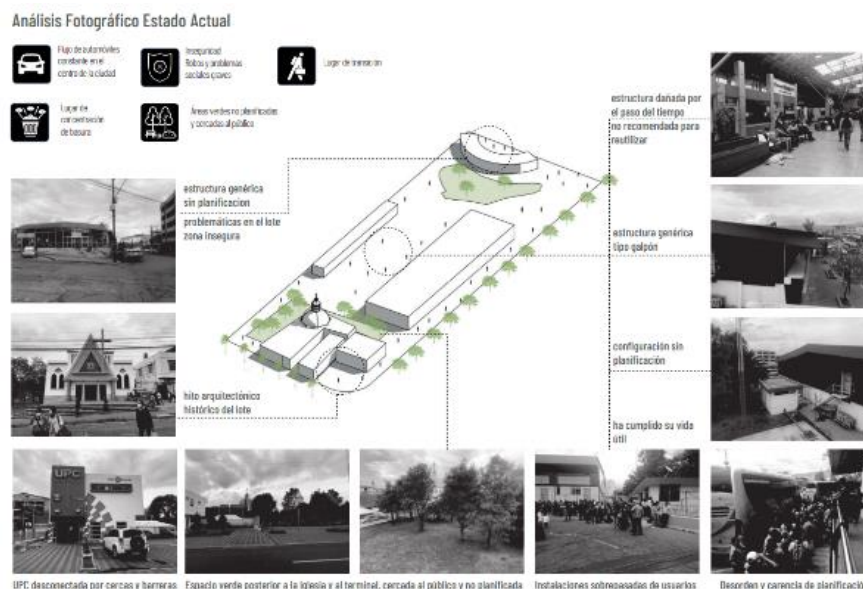 Análisis Fotográfico Estado Actual
Flujo de automóviles
constante en el
centro de la ciudad
Inseguridad
Robos y problemas
sociales graves
Lugar de transición
Lugar de
concentración
de basura
Áreas verdes no planificadas
y cercadas al público
estructura genérica
sin planificacion
problemáticas en el lote
zona insegura
hito arquitectónico
histórico del lote
estructura dañada por
el paso del tiempo
no recomendada para
reutilizar
estructura genérica
tipo galpón
configuración sin
planificación
ha cumplido su vida
útil
UPC
UPC desconectada por cercas y barreras
Espacio verde posterior a la iglesia y al terminal, cercada al público y no planificada
Instalaciones sobrepasadas de usuarios
Desorden y carencia de planificación